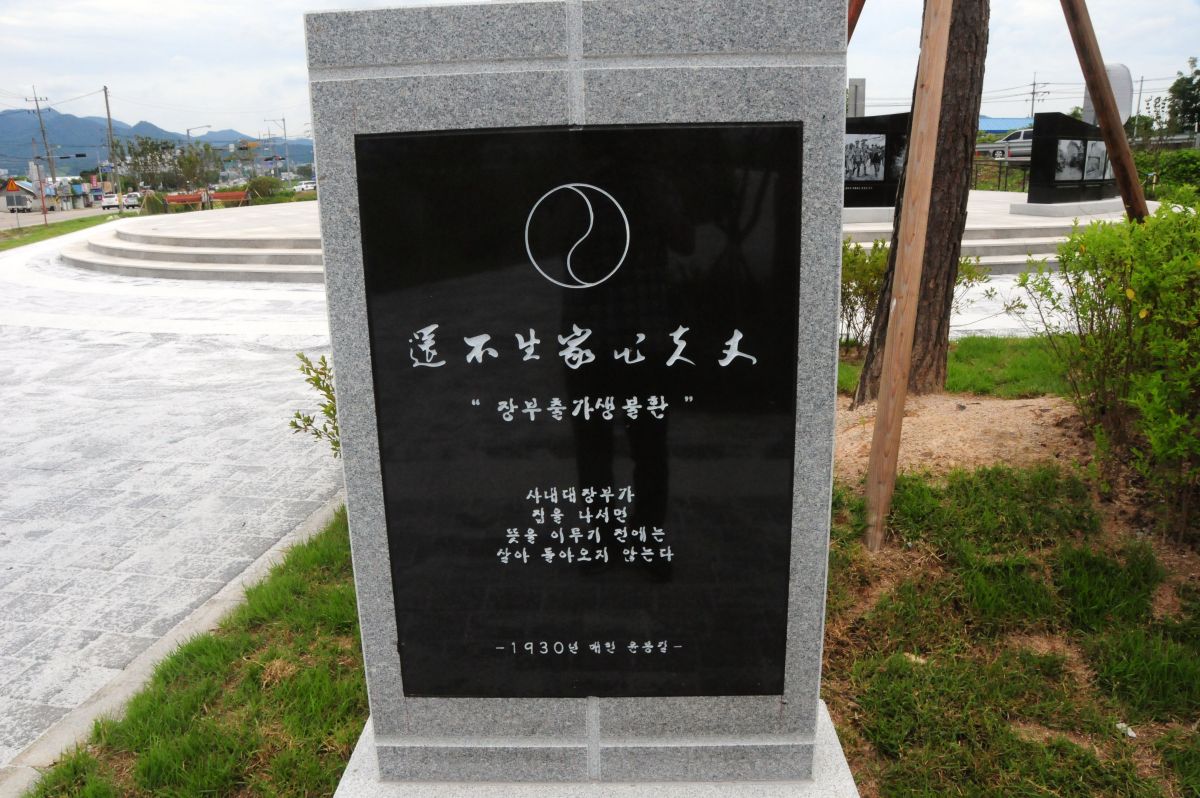 丈夫出家生不還
“ 장부출가생불환 ”
사내대장부가
집을 나서면
뜻을 이루기 전에는
살아 돌아오지 않는다
-1930년 매헌 윤봉길-